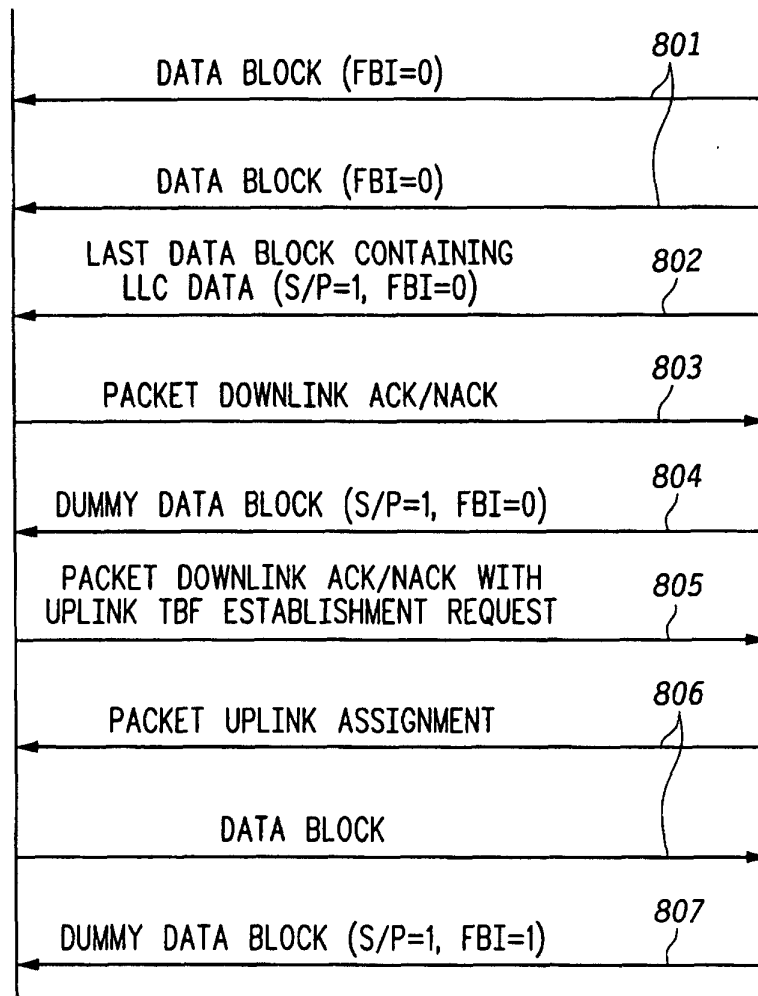 801
DATA BLOCK (FBI=0)
DATA BLOCK (FBI=0)
LAST DATA BLOCK CONTAINING
LLC DATA (S/P=1, FBI=0)
802
803
PACKET DOWNLINK ACK/NACK
804
DUMMY DATA BLOCK (S/P=1, FBI=0)
PACKET DOWNLINK ACK/NACK WITH
UPLINK TBF ESTABLISHMENT REQUEST
805
806
PACKET UPLINK ASSIGNMENT
DATA BLOCK
807
DUMMY DATA BLOCK (S/P=1, FBI=1)